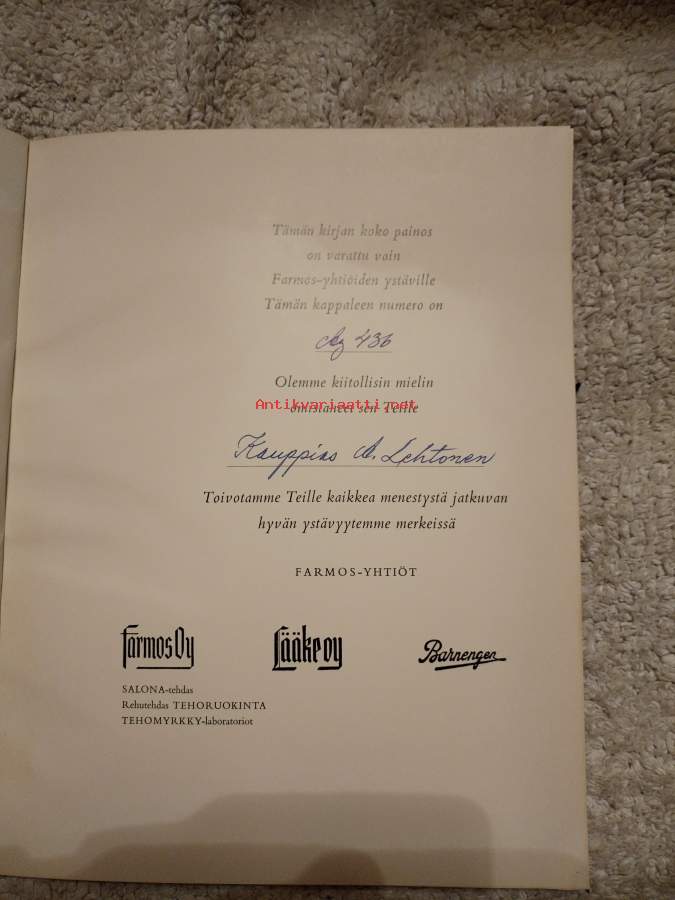 Tämän kirjan koko painos
on varattu vain
Farmos-yhtiöiden ystäville
Tämän kappaleen numero on
436
Olemme kiitollisin mielin
Antikvariaatti.net
omistaneet sen Teille
Kauppias A. Lehtonen
Toivotamme Teille kaikkea menestystä jatkuvan
hyvän ystävyytemme merkeissä
FARMOS-YHTIÖT
Farmos Oy
Lääke oy
Barnengen
SALONA-tehdas
Rehutehdas TEHORUOKINTA
TEHOMYRKKY-laboratoriot